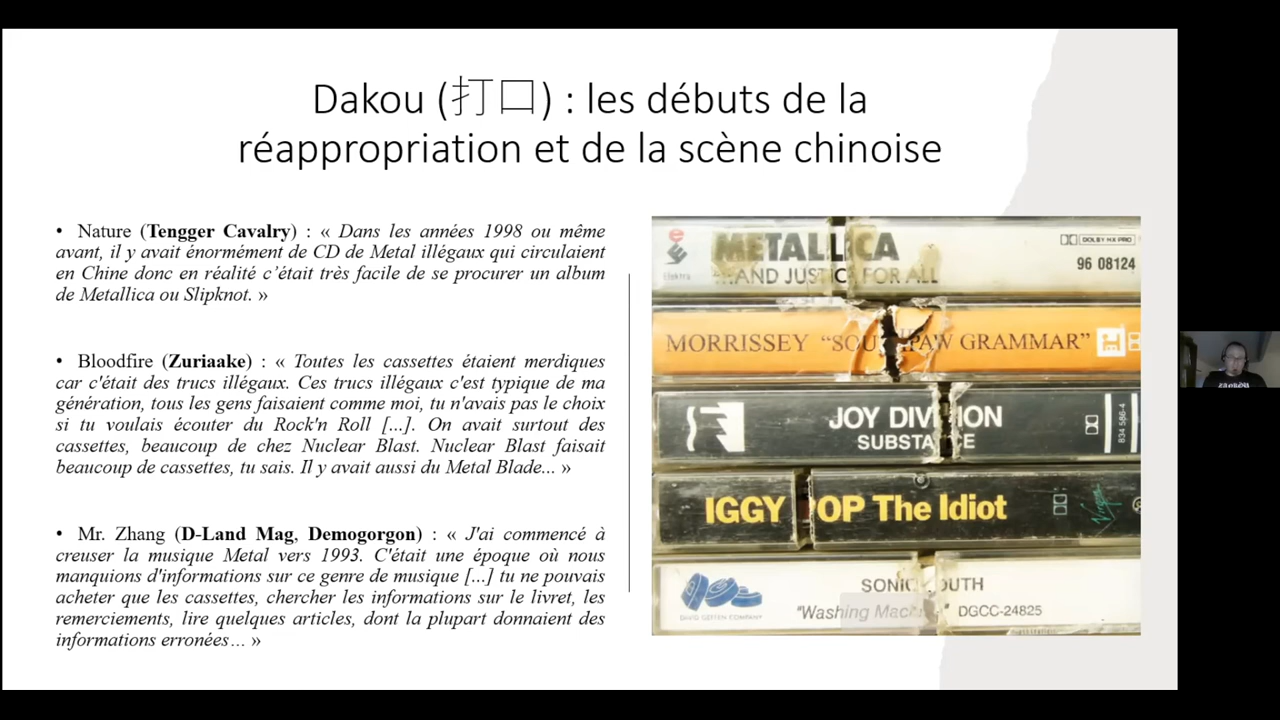 Dakou (打口) : les débuts de la
réappropriation et de la scène chinoise
• Nature (Tengger Cavalry) : « Dans les années 1998 ou même
avant, il y avait énormément de CD de Metal illégaux qui circulaient
en Chine donc en réalité c’était très facile de se procurer un album
de Metallica ou Slipknot. »
• Bloodfire (Zuriaake) : « Toutes les cassettes étaient merdiques
car c'était des trucs illégaux. Ces trucs illégaux c'est typique de ma
génération, tous les gens faisaient comme moi, tu n'avais pas le choix
si tu voulais écouter du Rock'n Roll [...]. On avait surtout des
cassettes, beaucoup de chez Nuclear Blast. Nuclear Blast faisait
beaucoup de cassettes, tu sais. Il y avait aussi du Metal Blade... »
• Mr. Zhang (D-Land Mag, Demogorgon) : « J'ai commencé à
creuser la musique Metal vers 1993. C'était une époque où nous
manquions d'informations sur ce genre de musique [...] tu ne pouvais
acheter que les cassettes, chercher les informations sur le livret, les
remerciements, lire quelques articles, dont la plupart donnaient des
informations erronées… »
METALLICA
Elektra
...AND JUSTICE FOR ALL
DOLBY HX PRO
96 08124
MORRISSEY “SOUTHPAW GRAMMAR”
JOY DIVISION
SUBSTANCE
834 586-4
IGGY POP The Idiot
Virgin
SONIC YOUTH
DAVID GEFFEN COMPANY
"Washing Machine" DGCC-24825